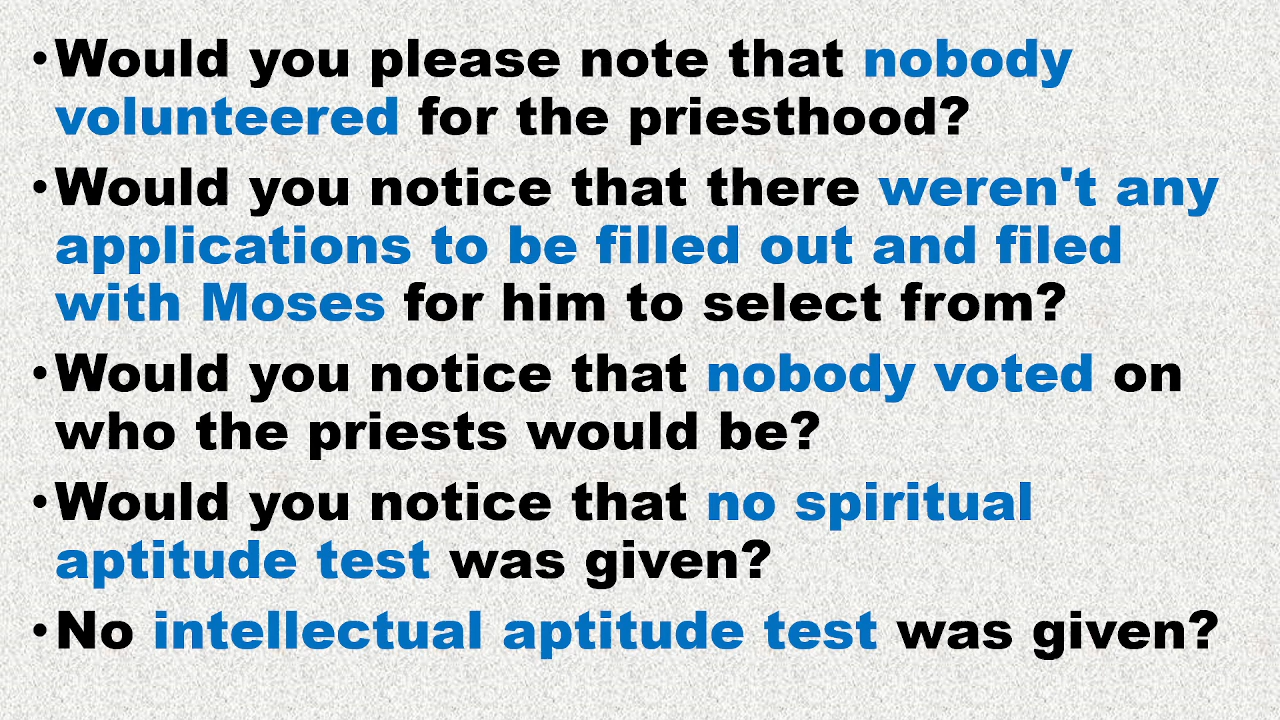 • Would you please note that nobody
volunteered for the priesthood?
• Would you notice that there weren't any
applications to be filled out and filed
with Moses for him to select from?
• Would you notice that nobody voted on
who the priests would be?
• Would you notice that no spiritual
aptitude test was given?
• No intellectual aptitude test was given?